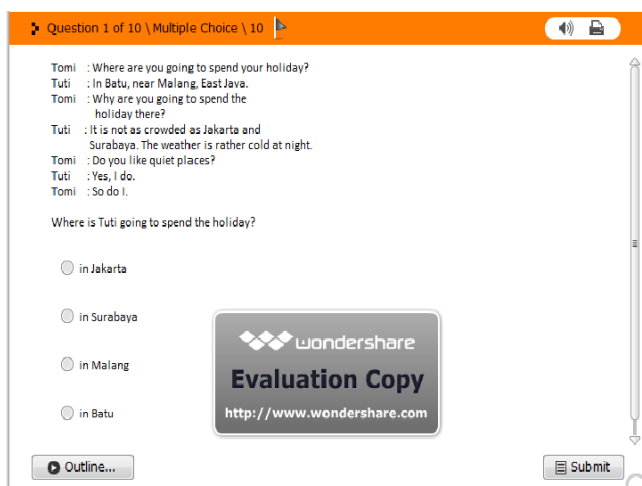 Question 1 of 10 \ Multiple Choice \ 10
Tomi : Where are you going to spend your holiday?
Tuti : In Batu, near Malang, East Java.
Tomi : Why are you going to spend the
holiday there?
Tuti : It is not as crowded as Jakarta and
Surabaya. The weather is rather cold at night.
Tomi : Do you like quiet places?
Tuti : Yes, I do.
Tomi : So do I.
Where is Tuti going to spend the holiday?
in Jakarta
in Surabaya
in Malang
in Batu
wondershare
Evaluation Copy
http://www.wondershare.com
Outline...
Submit